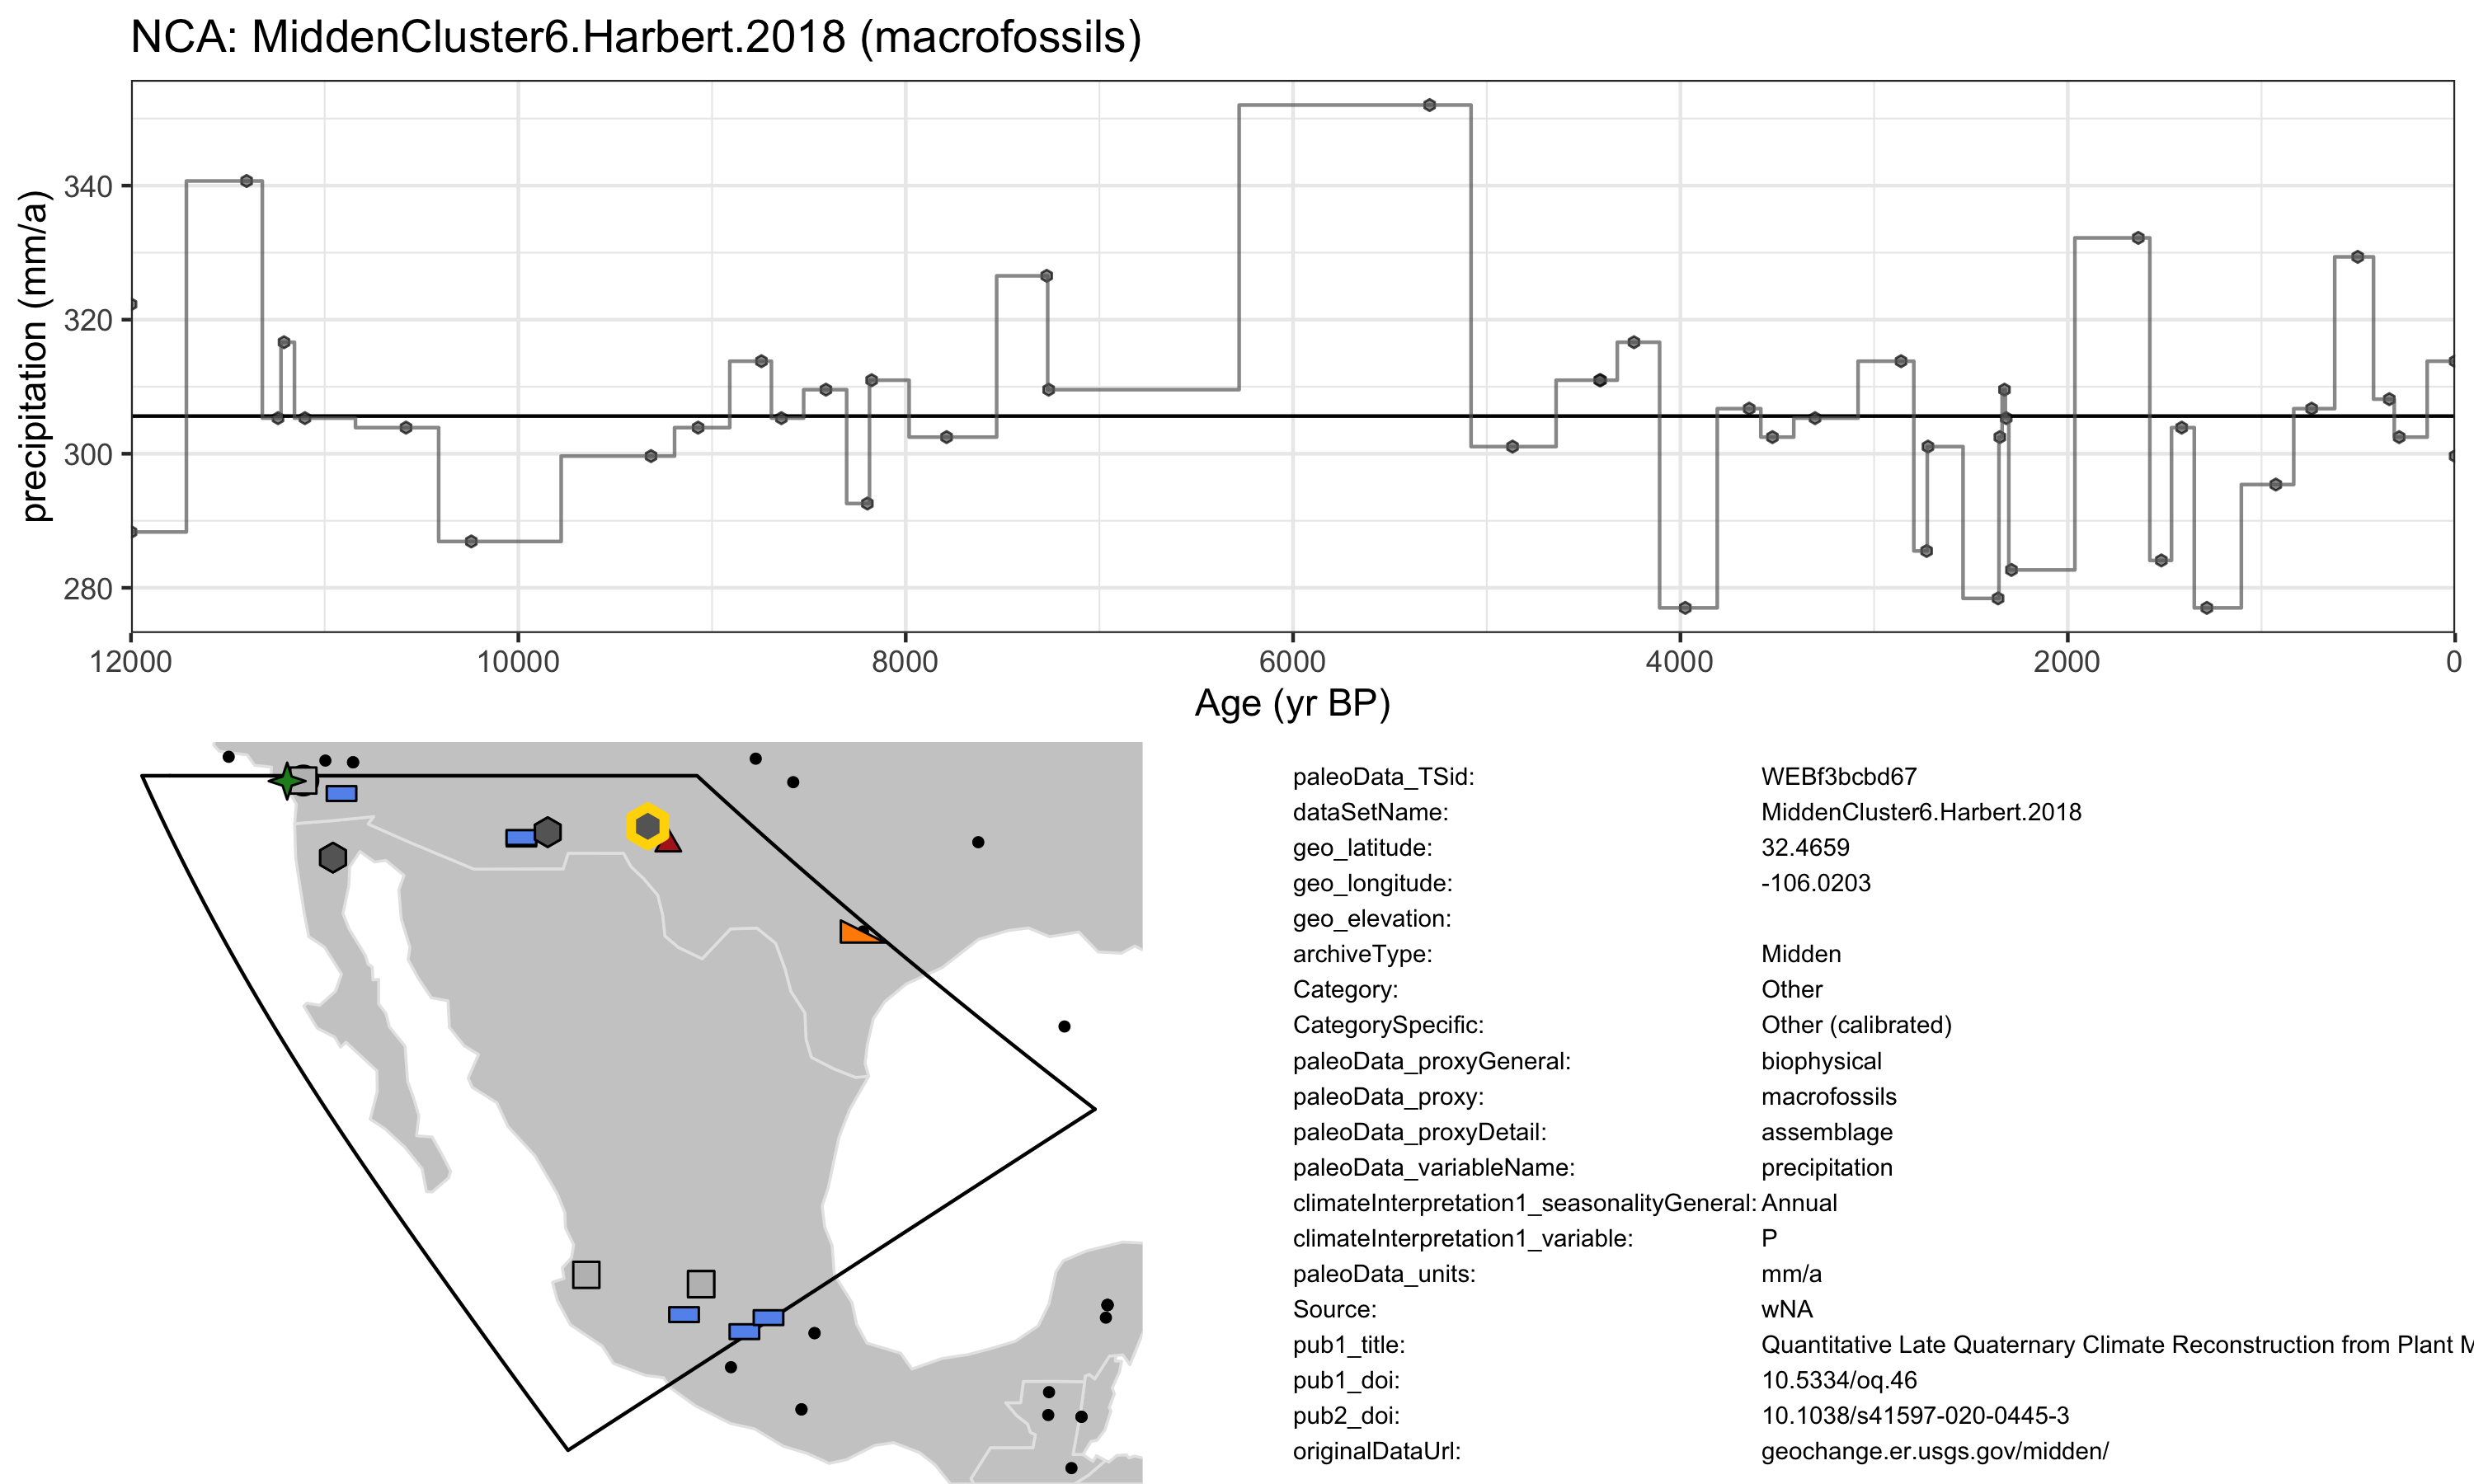 NCA: MiddenCluster6.Harbert.2018 (macrofossils)
precipitation (mm/a)
340
320
300
280
12000 10000 8000 6000 4000 2000 0
Age (yr BP)
paleoData_TSid: WEBf3bcbd67
dataSetName: MiddenCluster6.Harbert.2018
geo_latitude: 32.4659
geo_longitude: -106.0203
geo_elevation:
archiveType: Midden
Category: Other
CategorySpecific: Other (calibrated)
paleoData_proxyGeneral: biophysical
paleoData_proxy: macrofossils
paleoData_proxyDetail: assemblage
paleoData_variableName: precipitation
climateInterpretation1_seasonalityGeneral: Annual
climateInterpretation1_variable: P
paleoData_units: mm/a
Source: wNA
pub1_title: Quantitative Late Quaternary Climate Reconstruction from Plant M
pub1_doi: 10.5334/oq.46
pub2_doi: 10.1038/s41597-020-0445-3
originalDataUrl: geochange.er.usgs.gov/midden/